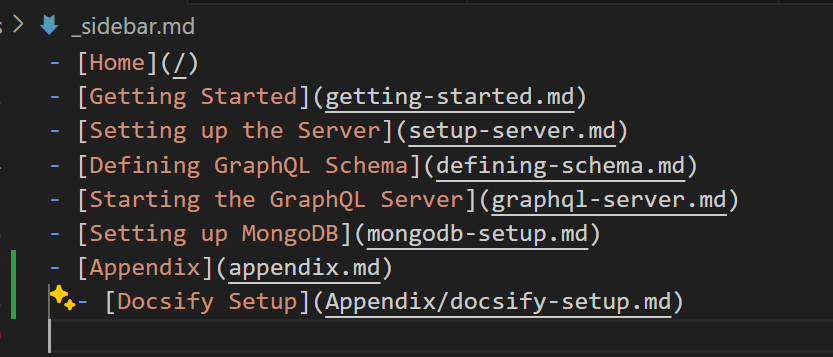 s > _sidebar.md
- [Home](/)
- [Getting Started](getting-started.md)
- [Setting up the Server](setup-server.md)
- [Defining GraphQL Schema](defining-schema.md)
- [Starting the GraphQL Server](graphql-server.md)
- [Setting up MongoDB](mongodb-setup.md)
- [Appendix](appendix.md)
  - [Docsify Setup](Appendix/docsify-setup.md)